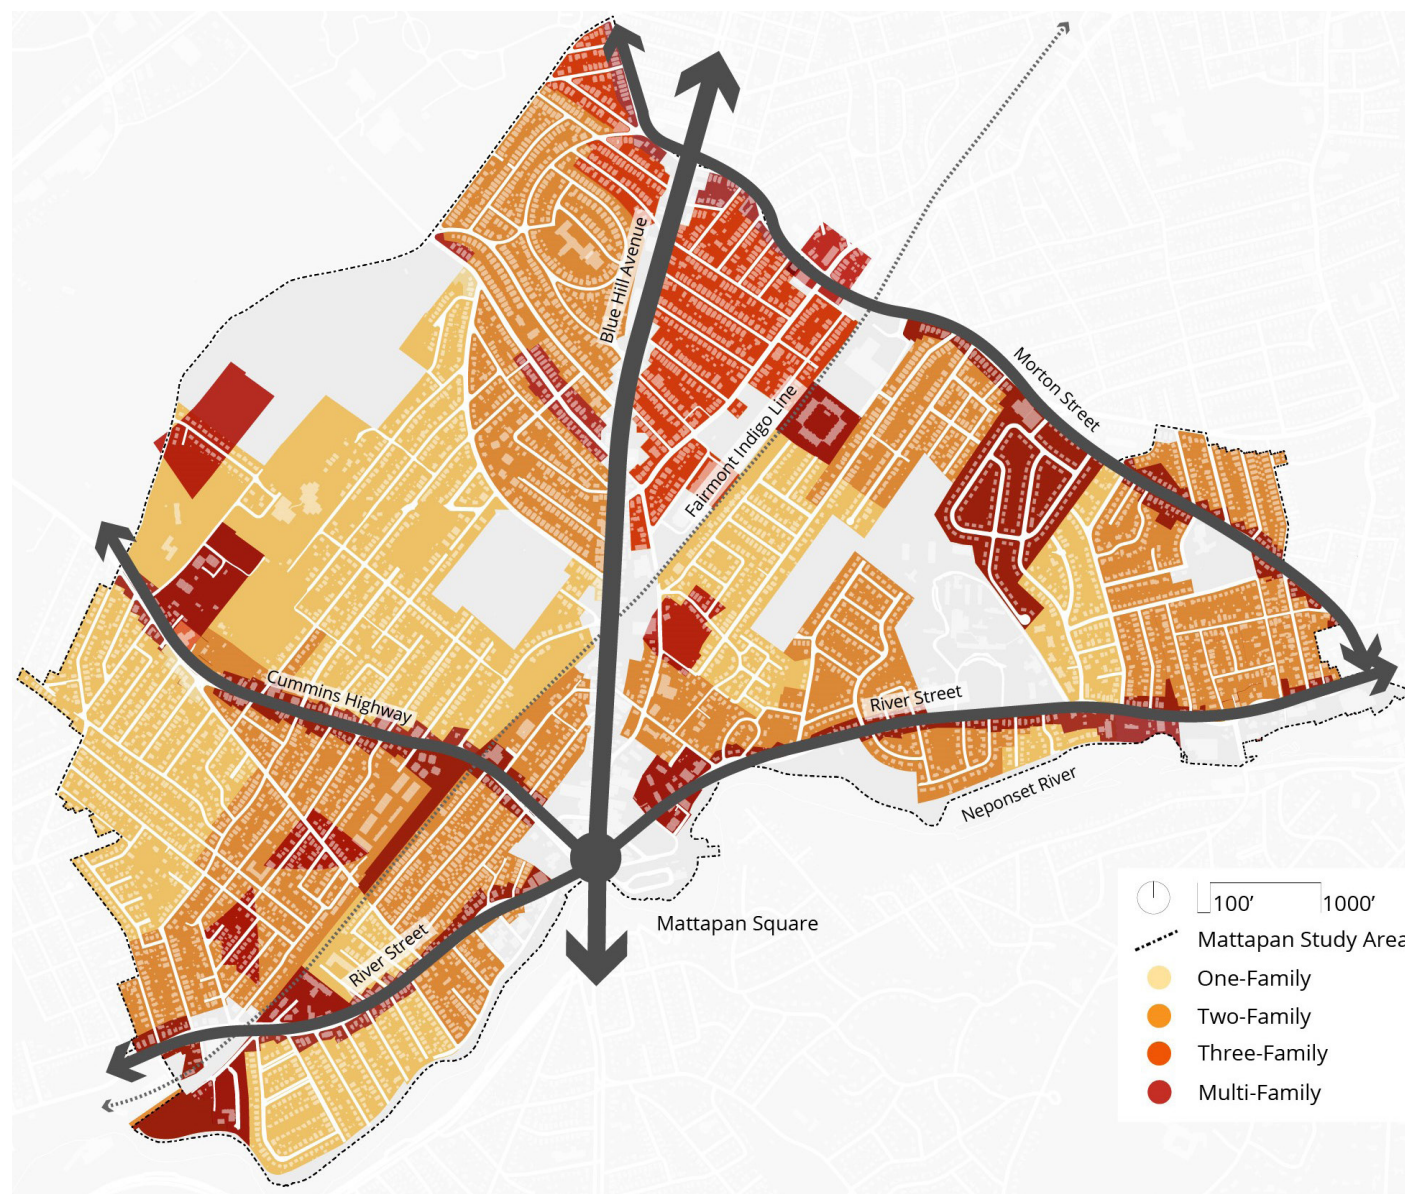 Blue Hill Avenue
Morton Street
Fairmont Indigo Line
Cummins Highway
River Street
Neponset River
River Street
Mattapan Square
100’ 1000’
Mattapan Study Area
One-Family
Two-Family
Three-Family
Multi-Family